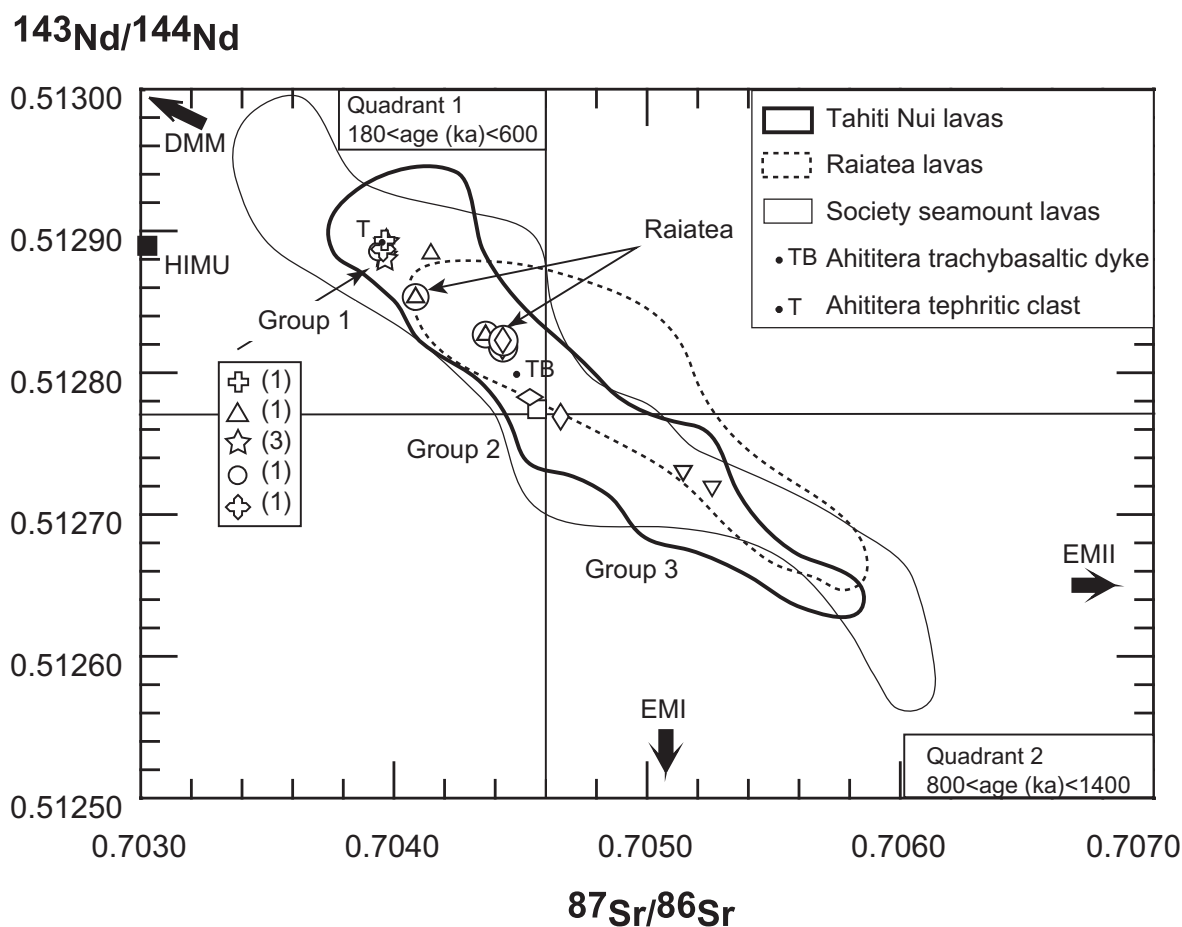 143Nd/144Nd
0.51300
0.51290
0.51280
0.51270
0.51260
0.51250
DMM
HIMU
Quadrant 1
180<age (ka)<600
Tahiti Nui lavas
Raiatea lavas
Society seamount lavas
TB Ahititera trachybasaltic dyke
T Ahititera tephritic clast
T
Raiatea
Group 1
TB
(1)
(1)
(3)
(1)
(1)
Group 2
Group 3
EMII
EMI
Quadrant 2
800<age (ka)<1400
0.7030
0.7040
0.7050
0.7060
0.7070
87Sr/86Sr